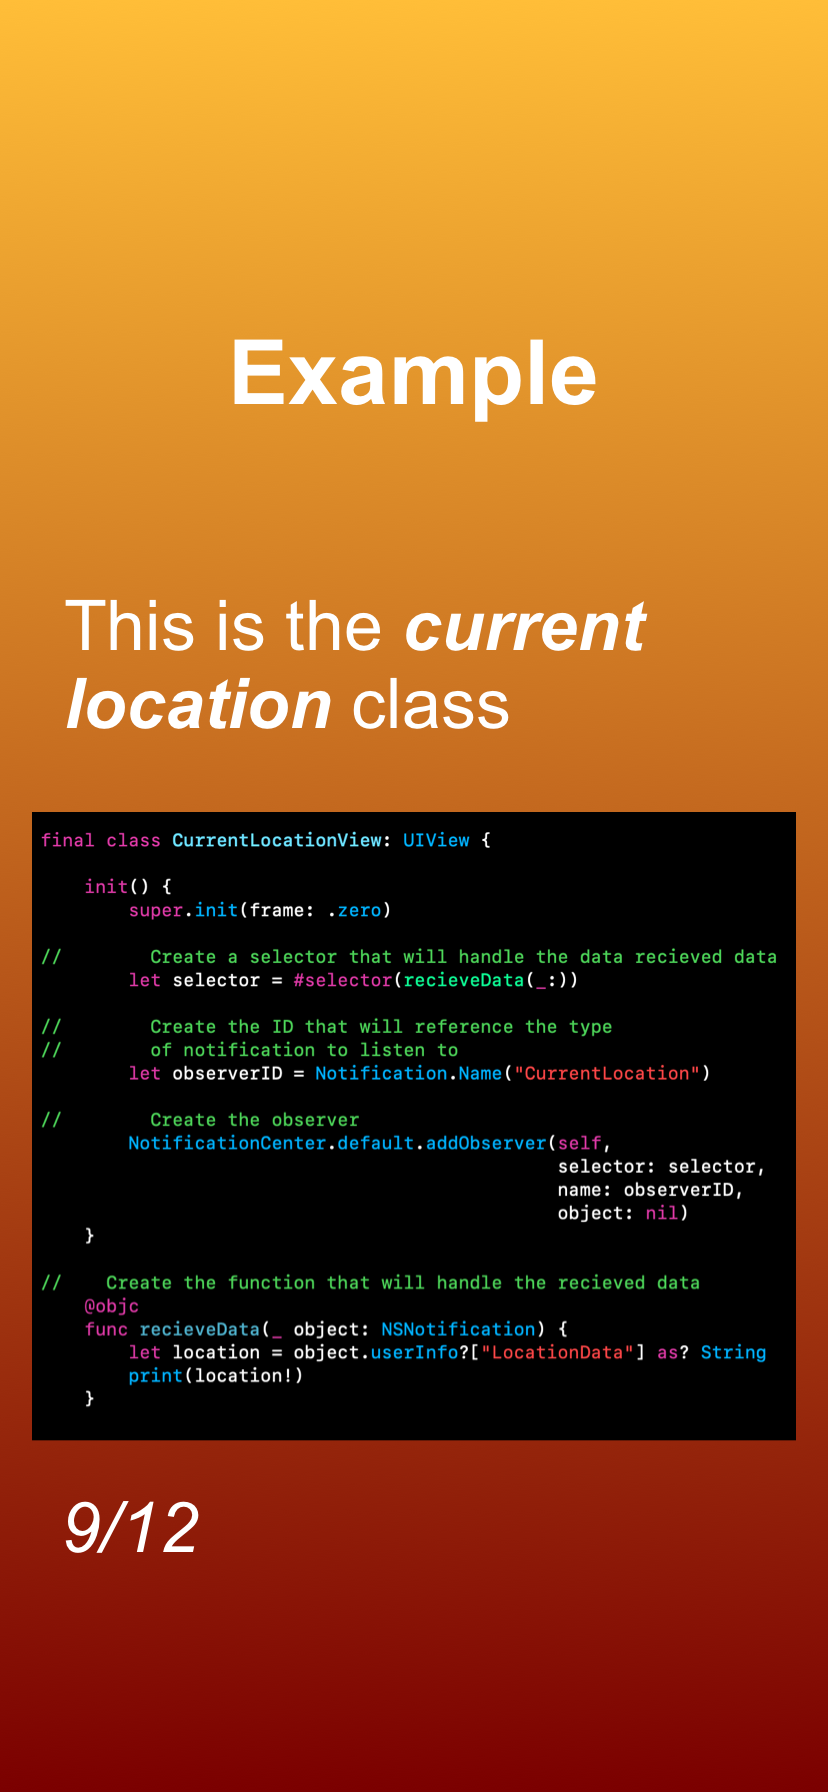 Example
This is the current
location class
final class CurrentLocationView: UIView {
    init() {
        super.init(frame: .zero)
//        Create a selector that will handle the data recieved data
        let selector = #selector(recieveData(_:))
//        Create the ID that will reference the type
//        of notification to listen to
        let observerID = Notification.Name("CurrentLocation")
//        Create the observer
        NotificationCenter.default.addObserver(self,
                                               selector: selector,
                                               name: observerID,
                                               object: nil)
    }
//    Create the function that will handle the recieved data
    @objc
    func recieveData(_ object: NSNotification) {
        let location = object.userInfo?["LocationData"] as? String
        print(location!)
    }
9/12